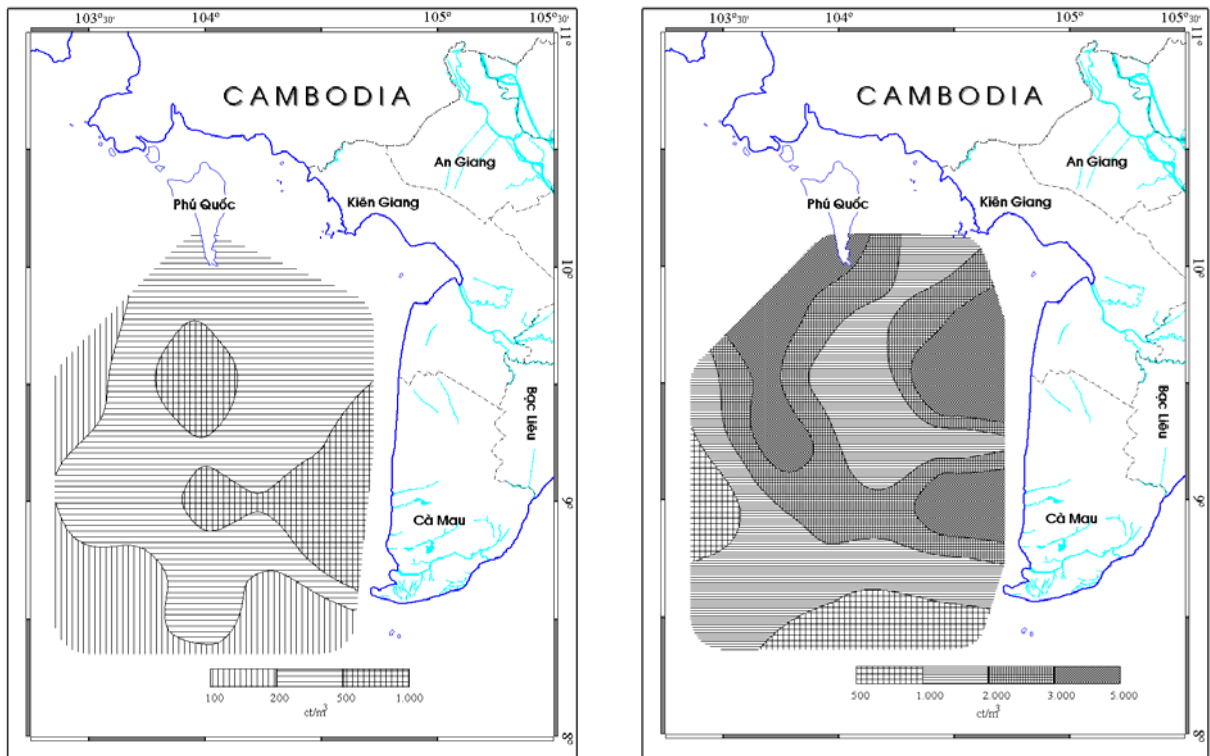 103° 30' 104° 105° 105° 30'
11°
CAMBODIA
An Giang
Phú Quốc
Kiên Giang
10°
Bạc Liêu
9°
Cà Mau
100 200 500 1.000
ct/m³
8°
103° 30' 104° 105° 105° 30'
11°
CAMBODIA
An Giang
Phú Quốc
Kiên Giang
10°
Bạc Liêu
9°
Cà Mau
500 1.000 2.000 3.000 5.000
ct/m³
8°